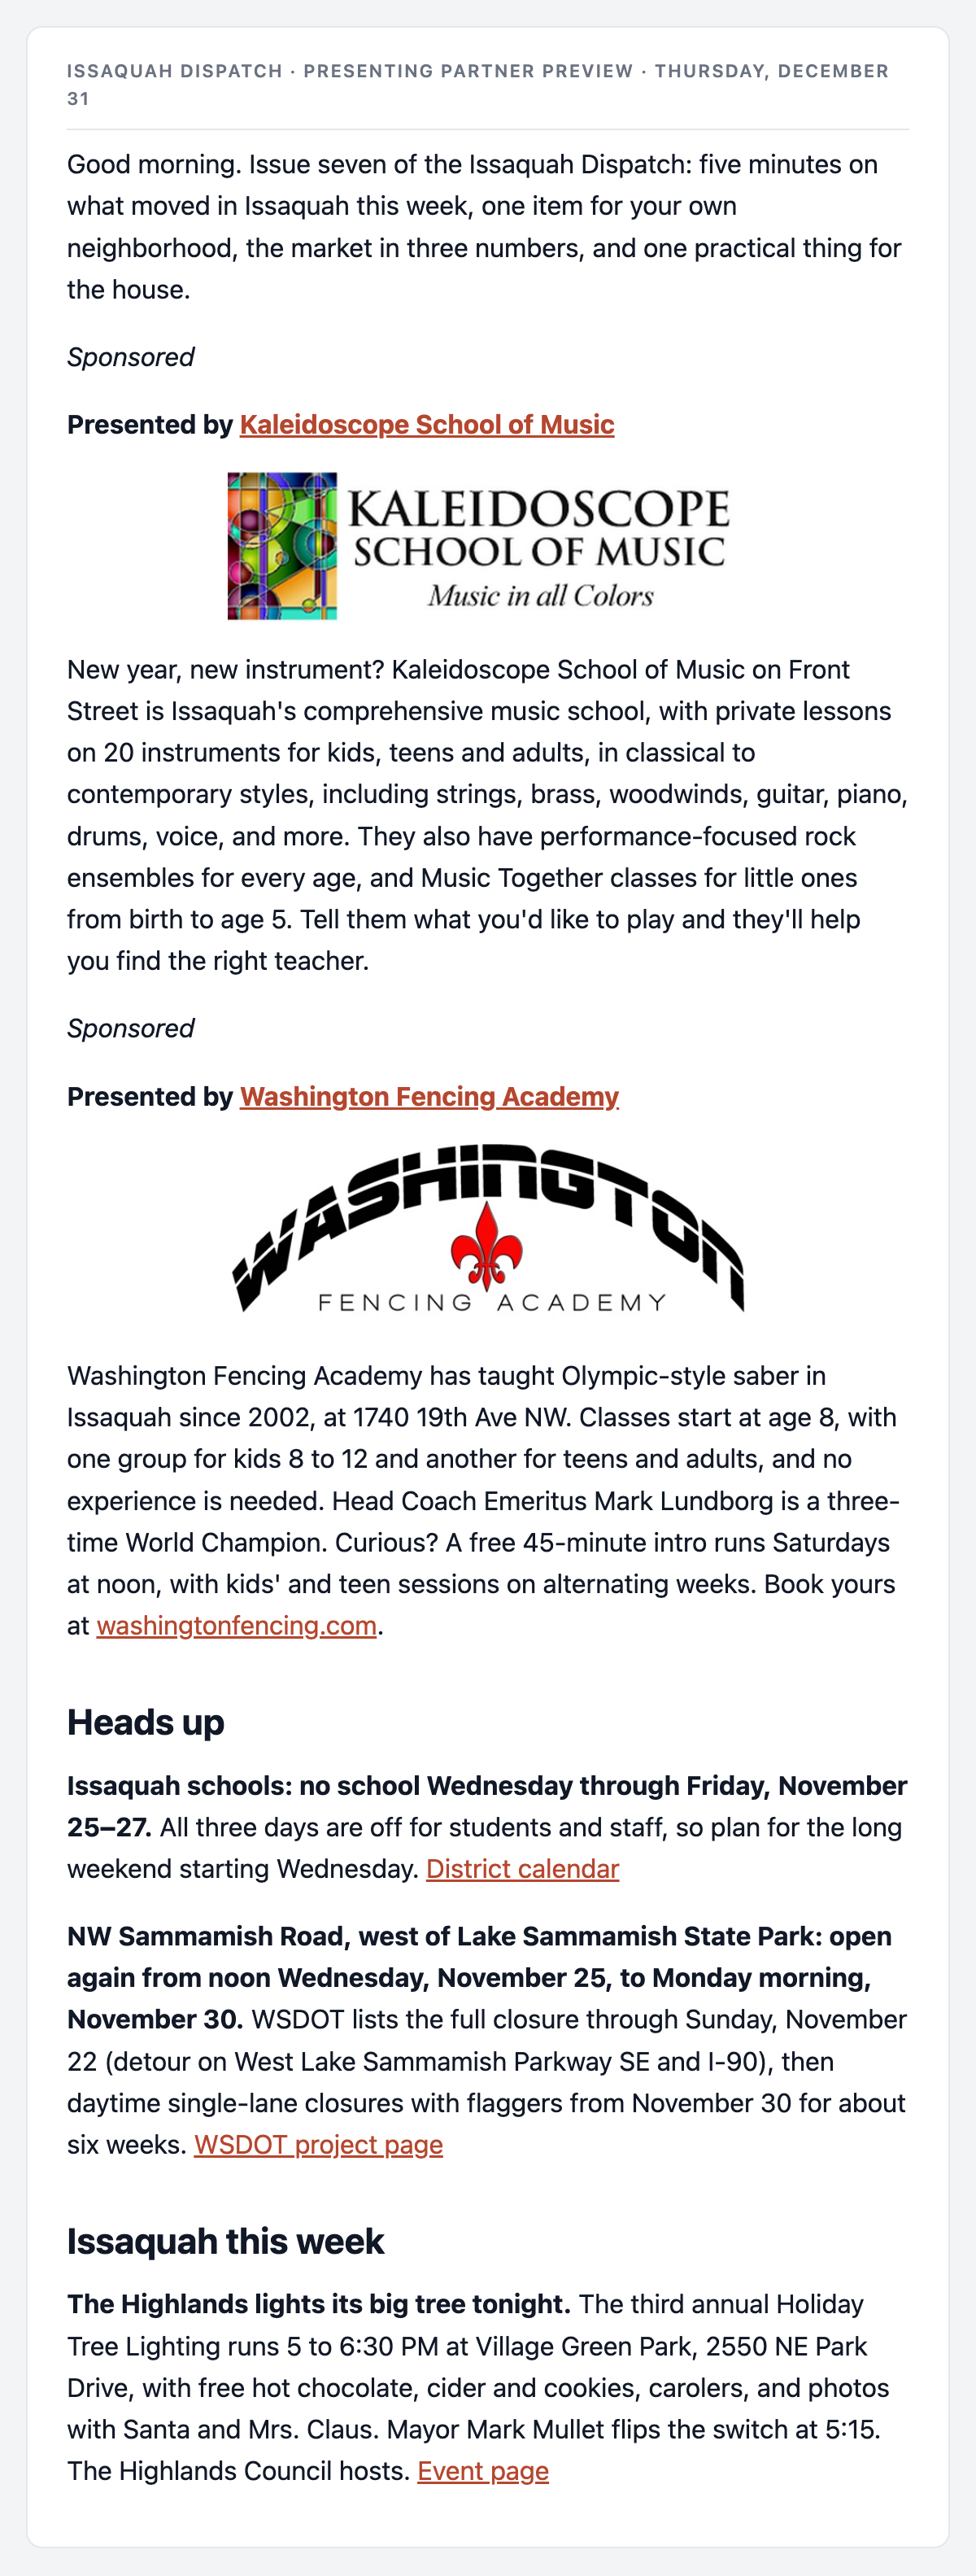 ISSAQUAH DISPATCH · PRESENTING PARTNER PREVIEW · THURSDAY, DECEMBER
31
Good morning. Issue seven of the Issaquah Dispatch: five minutes on
what moved in Issaquah this week, one item for your own
neighborhood, the market in three numbers, and one practical thing for
the house.
Sponsored
Presented by Kaleidoscope School of Music
KALEIDOSCOPE
SCHOOL OF MUSIC
Music in all Colors
New year, new instrument? Kaleidoscope School of Music on Front
Street is Issaquah's comprehensive music school, with private lessons
on 20 instruments for kids, teens and adults, in classical to
contemporary styles, including strings, brass, woodwinds, guitar, piano,
drums, voice, and more. They also have performance-focused rock
ensembles for every age, and Music Together classes for little ones
from birth to age 5. Tell them what you'd like to play and they'll help
you find the right teacher.
Sponsored
Presented by Washington Fencing Academy
WASHINGTON
FENCING ACADEMY
Washington Fencing Academy has taught Olympic-style saber in
Issaquah since 2002, at 1740 19th Ave NW. Classes start at age 8, with
one group for kids 8 to 12 and another for teens and adults, and no
experience is needed. Head Coach Emeritus Mark Lundborg is a three-
time World Champion. Curious? A free 45-minute intro runs Saturdays
at noon, with kids' and teen sessions on alternating weeks. Book yours
at washingtonfencing.com.
Heads up
Issaquah schools: no school Wednesday through Friday, November
25–27. All three days are off for students and staff, so plan for the long
weekend starting Wednesday. District calendar
NW Sammamish Road, west of Lake Sammamish State Park: open
again from noon Wednesday, November 25, to Monday morning,
November 30. WSDOT lists the full closure through Sunday, November
22 (detour on West Lake Sammamish Parkway SE and I-90), then
daytime single-lane closures with flaggers from November 30 for about
six weeks. WSDOT project page
Issaquah this week
The Highlands lights its big tree tonight. The third annual Holiday
Tree Lighting runs 5 to 6:30 PM at Village Green Park, 2550 NE Park
Drive, with free hot chocolate, cider and cookies, carolers, and photos
with Santa and Mrs. Claus. Mayor Mark Mullet flips the switch at 5:15.
The Highlands Council hosts. Event page